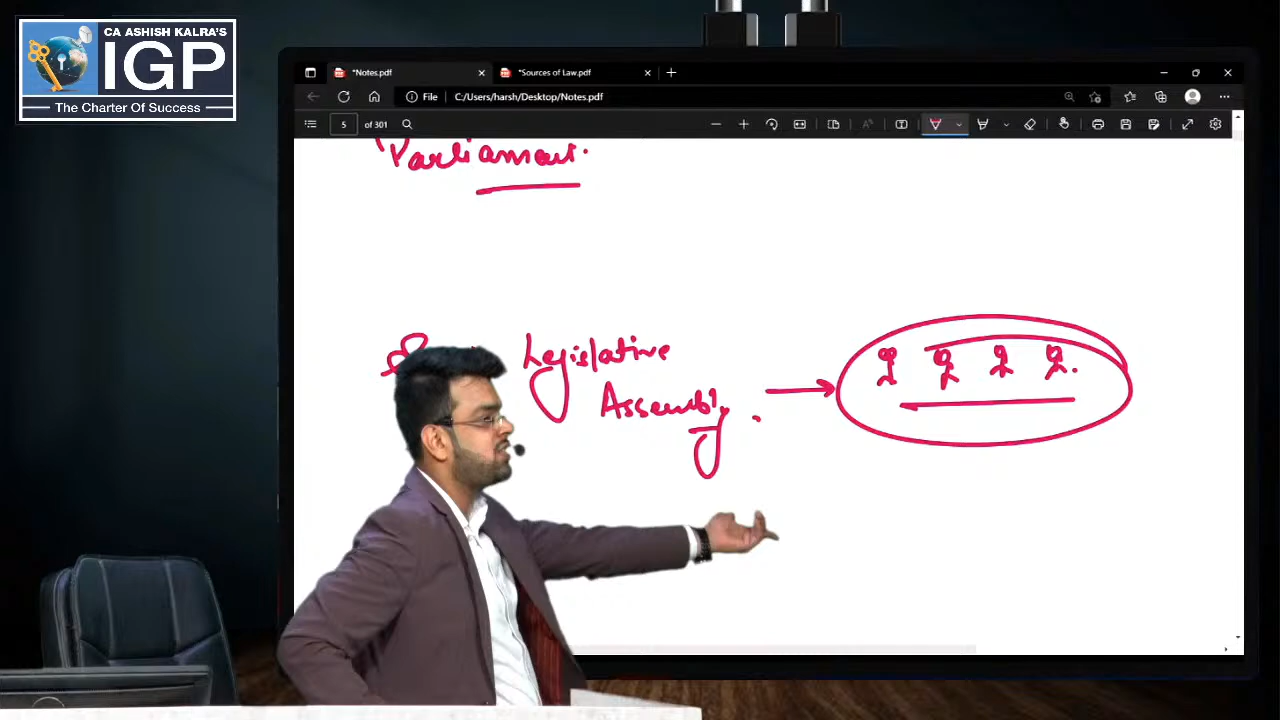 CA ASHISH KALRA'S
IGP
The Charter Of Success
*Notes.pdf
*Sources of Law.pdf
File
C:/Users/harsh/Desktop/Notes.pdf
5
of 301
Parliament.
Legislative
Assembly.